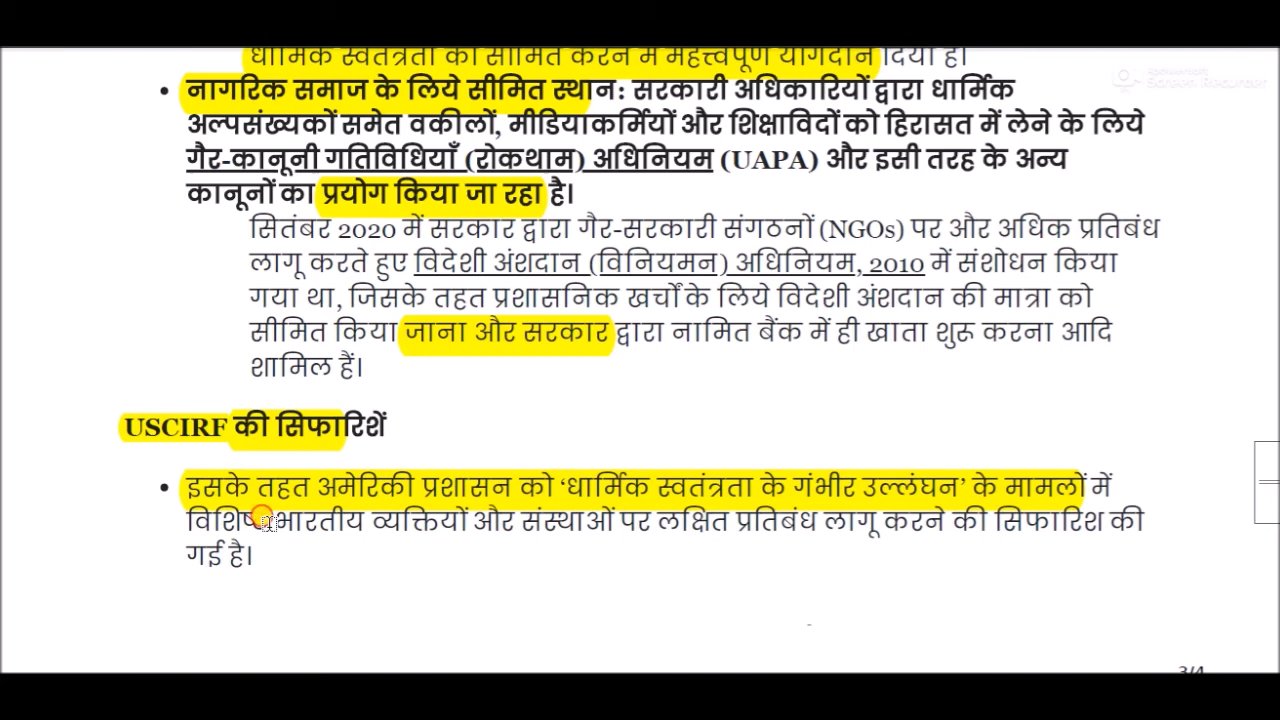 धार्मिक स्वतंत्रता को सीमित करने में महत्त्वपूर्ण योगदान दिया है।
• नागरिक समाज के लिये सीमित स्थान: सरकारी अधिकारियों द्वारा धार्मिक
अल्पसंख्यकों समेत वकीलों, मीडियाकर्मियों और शिक्षाविदों को हिरासत में लेने के लिये
गैर-कानूनी गतिविधियाँ (रोकथाम) अधिनियम (UAPA) और इसी तरह के अन्य
कानूनों का प्रयोग किया जा रहा है।
सितंबर 2020 में सरकार द्वारा गैर-सरकारी संगठनों (NGOs) पर और अधिक प्रतिबंध
लागू करते हुए विदेशी अंशदान (विनियमन) अधिनियम, 2010 में संशोधन किया
गया था, जिसके तहत प्रशासनिक खर्चों के लिये विदेशी अंशदान की मात्रा को
सीमित किया जाना और सरकार द्वारा नामित बैंक में ही खाता शुरू करना आदि
शामिल हैं।
USCIRF की सिफारिशें
• इसके तहत अमेरिकी प्रशासन को ‘धार्मिक स्वतंत्रता के गंभीर उल्लंघन’ के मामलों में
विशिष्ट भारतीय व्यक्तियों और संस्थाओं पर लक्षित प्रतिबंध लागू करने की सिफारिश की
गई है।
3/4
Screen Recorder